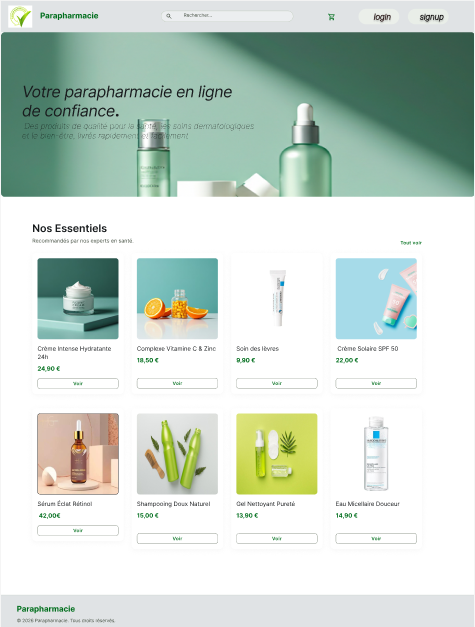 Parapharmacie
Rechercher...
login
signup
Votre parapharmacie en ligne
de confiance.
Des produits de qualité pour la santé, les soins dermatologiques
et le bien-être, livrés rapidement et facilement
Nos Essentiels
Recommandés par nos experts en santé.
Tout voir
Crème Intense Hydratante
24h
24,90 €
Voir
Complexe Vitamine C & Zinc
18,50 €
Voir
Soin des lèvres
9,90 €
Voir
Crème Solaire SPF 50
22,00 €
Voir
Sérum Éclat Rétinol
42,00€
Voir
Shampooing Doux Naturel
15,00 €
Voir
Gel Nettoyant Pureté
13,90 €
Voir
Eau Micellaire Douceur
14,90 €
Voir
Parapharmacie
© 2026 Parapharmacie. Tous droits réservés.